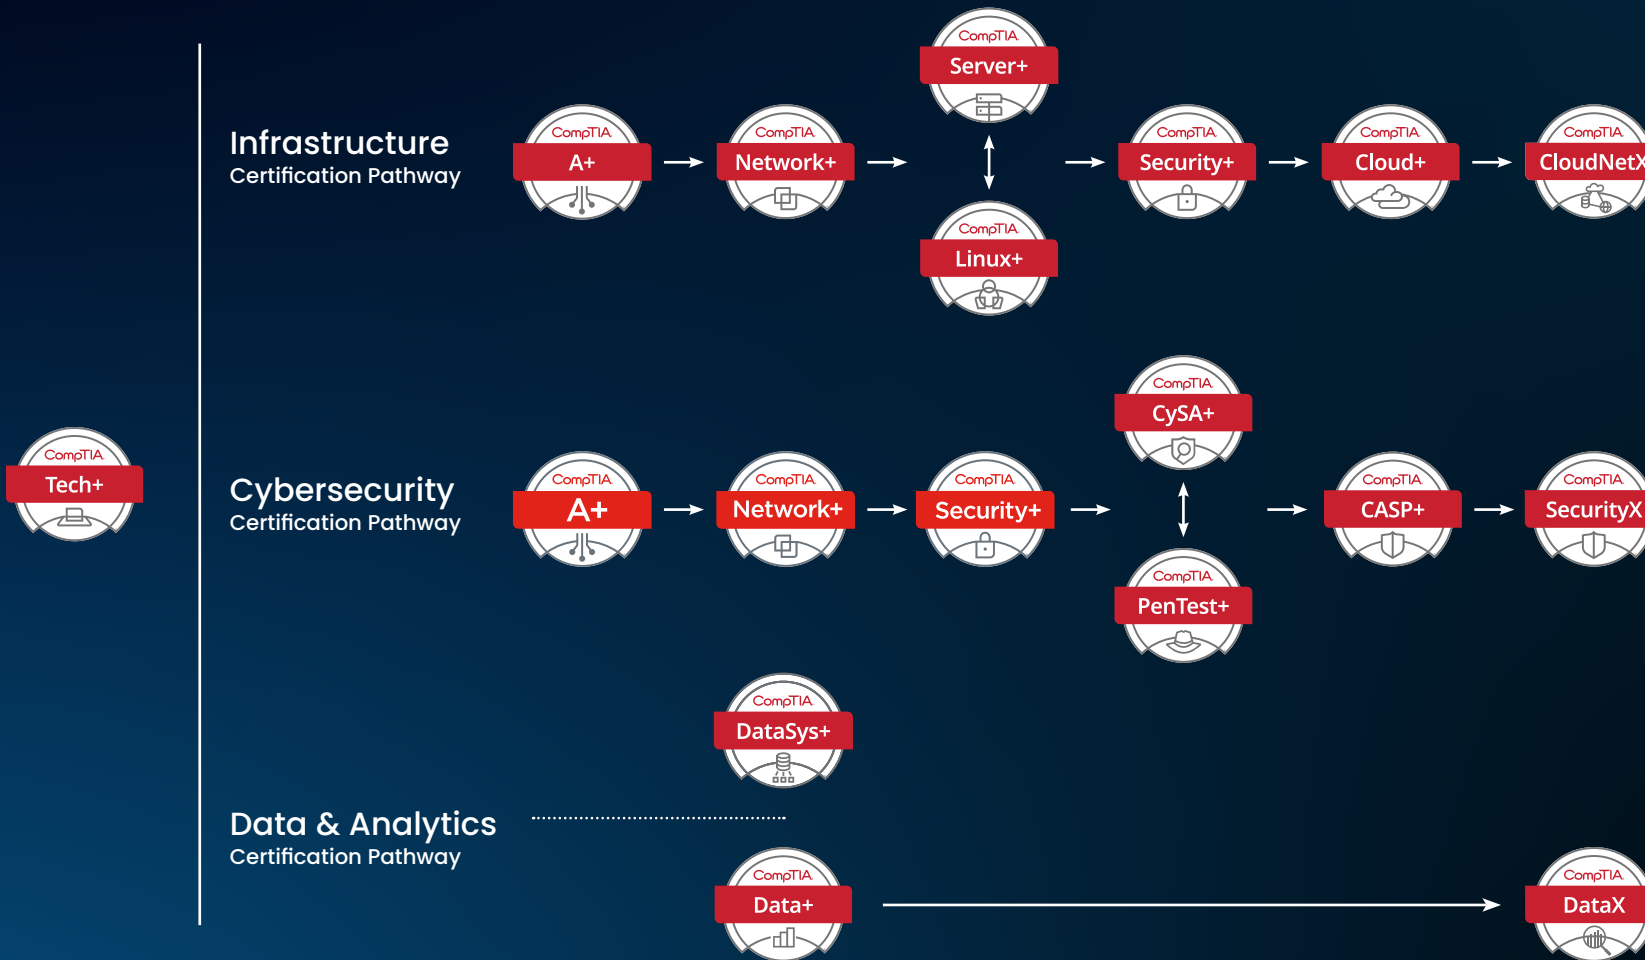 CompTIA
Tech+
Infrastructure
Certification Pathway
CompTIA
A+
CompTIA
Network+
CompTIA
Server+
CompTIA
Linux+
CompTIA
Security+
CompTIA
Cloud+
CompTIA
CloudNetX
Cybersecurity
Certification Pathway
CompTIA
A+
CompTIA
Network+
CompTIA
Security+
CompTIA
CySA+
CompTIA
PenTest+
CompTIA
CASP+
CompTIA
SecurityX
Data & Analytics
Certification Pathway
CompTIA
DataSys+
CompTIA
Data+
CompTIA
DataX